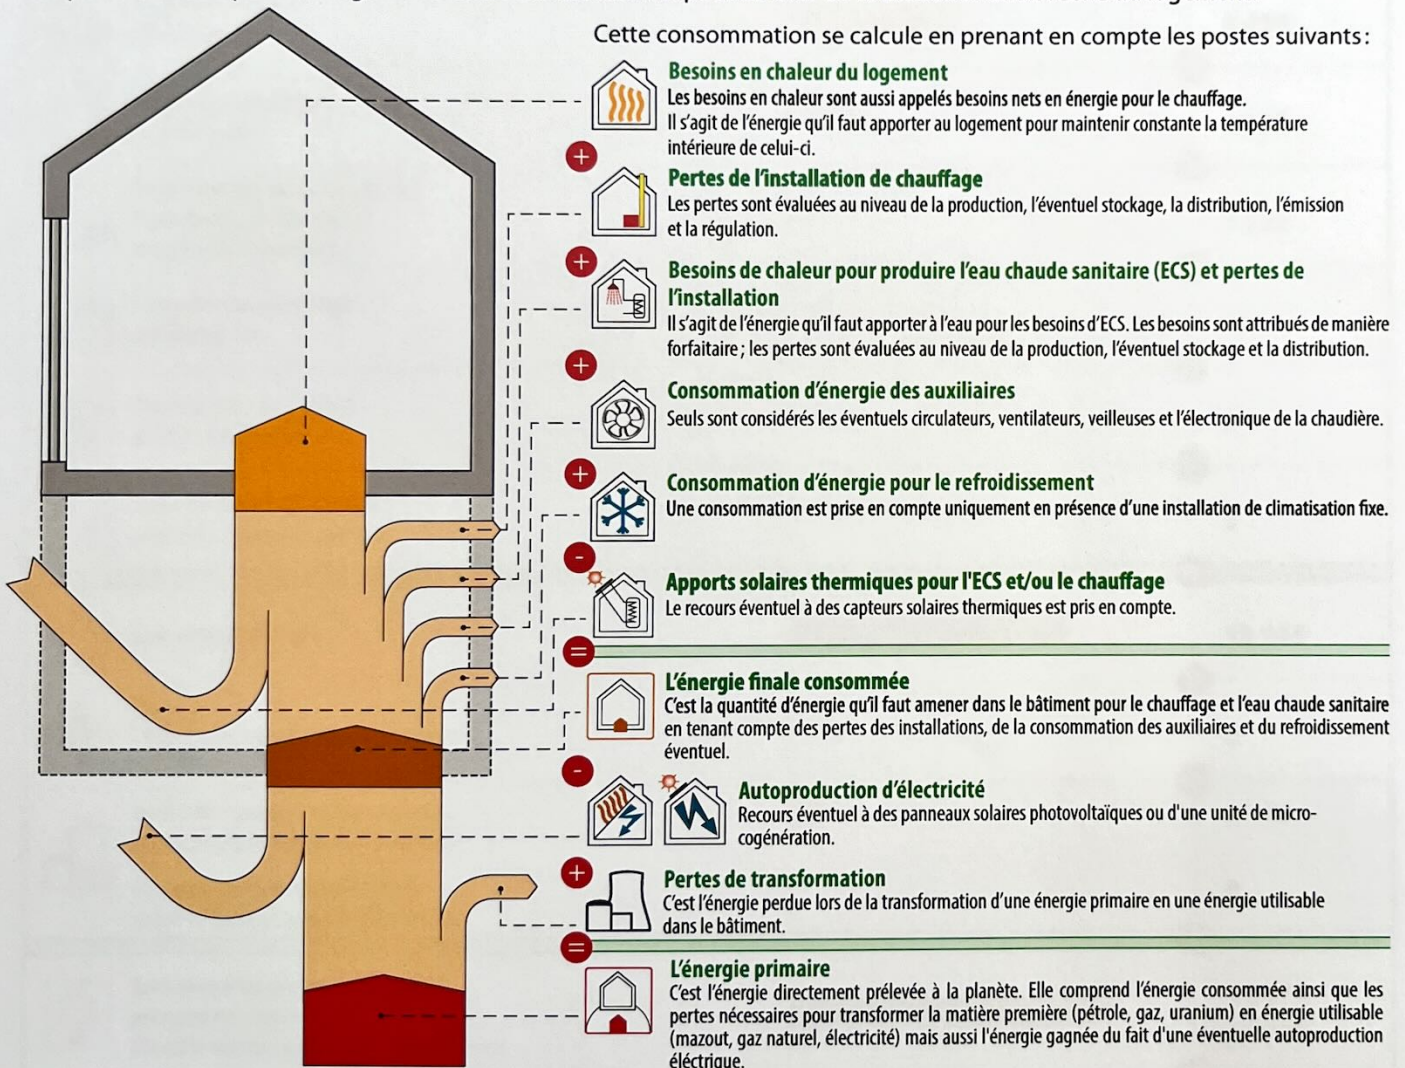 Cette consommation se calcule en prenant en compte les postes suivants :
Besoins en chaleur du logement
Les besoins en chaleur sont aussi appelés besoins nets en énergie pour le chauffage.
Il s'agit de l'énergie qu'il faut apporter au logement pour maintenir constante la température
intérieure de celui-ci.
+
Pertes de l'installation de chauffage
Les pertes sont évaluées au niveau de la production, l'éventuel stockage, la distribution, l'émission
et la régulation.
+
Besoins de chaleur pour produire l'eau chaude sanitaire (ECS) et pertes de
l'installation
Il s'agit de l'énergie qu'il faut apporter à l'eau pour les besoins d'ECS. Les besoins sont attribués de manière
forfaitaire ; les pertes sont évaluées au niveau de la production, l'éventuel stockage et la distribution.
+
Consommation d'énergie des auxiliaires
Seuls sont considérés les éventuels circulateurs, ventilateurs, veilleuses et l'électronique de la chaudière.
+
Consommation d'énergie pour le refroidissement
Une consommation est prise en compte uniquement en présence d'une installation de climatisation fixe.
-
Apports solaires thermiques pour l'ECS et/ou le chauffage
Le recours éventuel à des capteurs solaires thermiques est pris en compte.
=
L'énergie finale consommée
C'est la quantité d'énergie qu'il faut amener dans le bâtiment pour le chauffage et l'eau chaude sanitaire
en tenant compte des pertes des installations, de la consommation des auxiliaires et du refroidissement
éventuel.
-
Autoproduction d'électricité
Recours éventuel à des panneaux solaires photovoltaïques ou d'une unité de micro-
cogénération.
+
Pertes de transformation
C'est l'énergie perdue lors de la transformation d'une énergie primaire en une énergie utilisable
dans le bâtiment.
=
L'énergie primaire
C'est l'énergie directement prélevée à la planète. Elle comprend l'énergie consommée ainsi que les
pertes nécessaires pour transformer la matière première (pétrole, gaz, uranium) en énergie utilisable
(mazout, gaz naturel, électricité) mais aussi l'énergie gagnée du fait d'une éventuelle autoproduction
électrique.